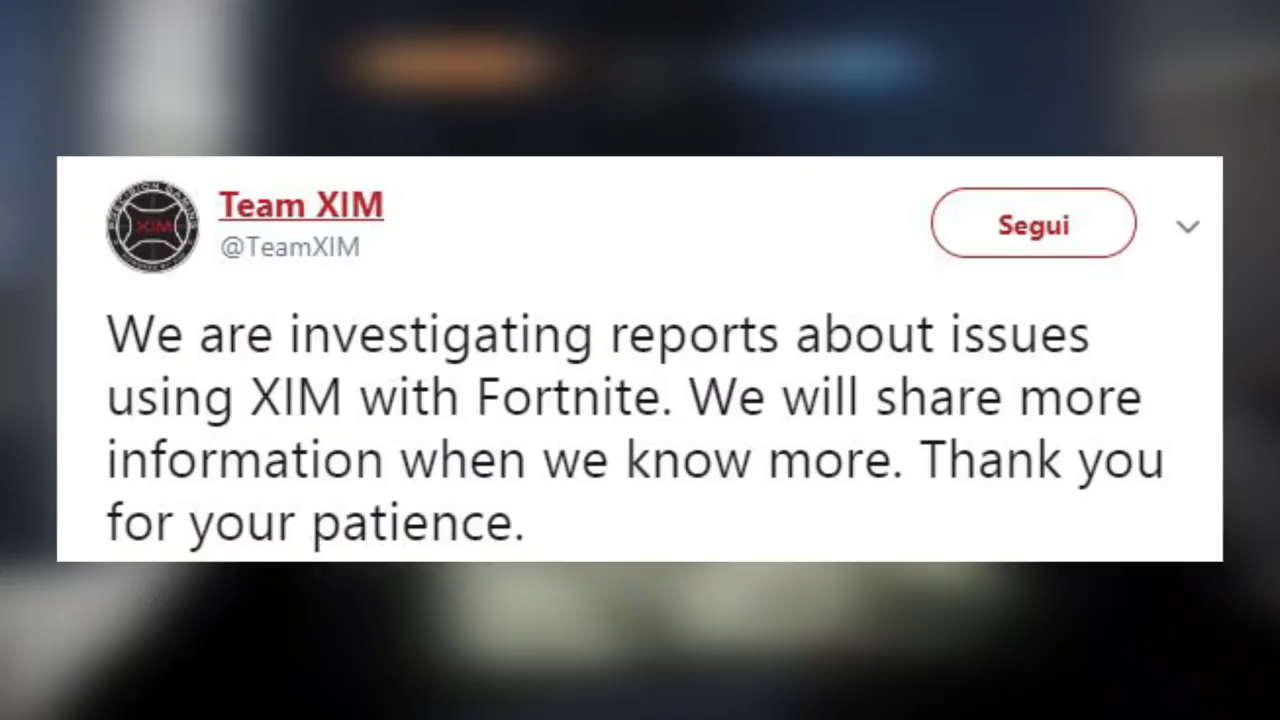 Team XIM
@TeamXIM
Segui
XIM
We are investigating reports about issues
using XIM with Fortnite. We will share more
information when we know more. Thank you
for your patience.